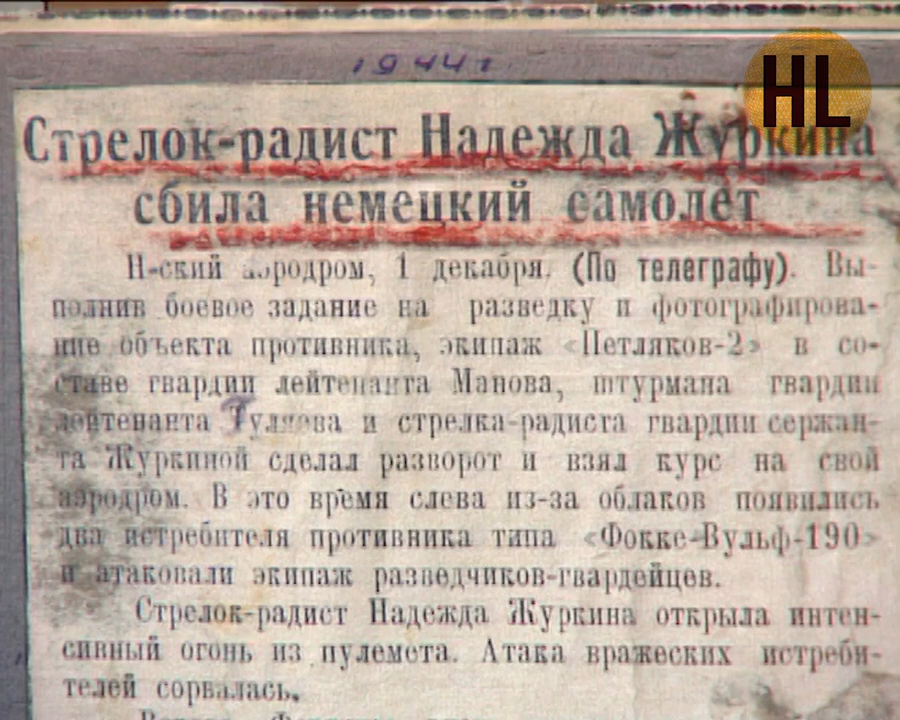 1944 г.
HL
Стрелок-радист Надежда Журкина
сбила немецкий самолет
Н-ский аэродром, 1 декабря. (По телеграфу). Вы-
полнив боевое задание на разведку и фотографирова-
ние объекта противника, экипаж «Петляков-2» в со-
ставе гвардии лейтенанта Манова, штурмана гвардии
лейтенанта и стрелка-радиста гвардии сержан-
та Журкиной сделал разворот и взял курс на свой
аэродром. В это время слева из-за облаков появились
два истребителя противника типа «Фокке-Вульф-190»
и атаковали экипаж разведчиков-гвардейцев.
Стрелок-радист Надежда Журкина открыла интен-
сивный огонь из пулемета. Атака вражеских истреби-
телей сорвалась.